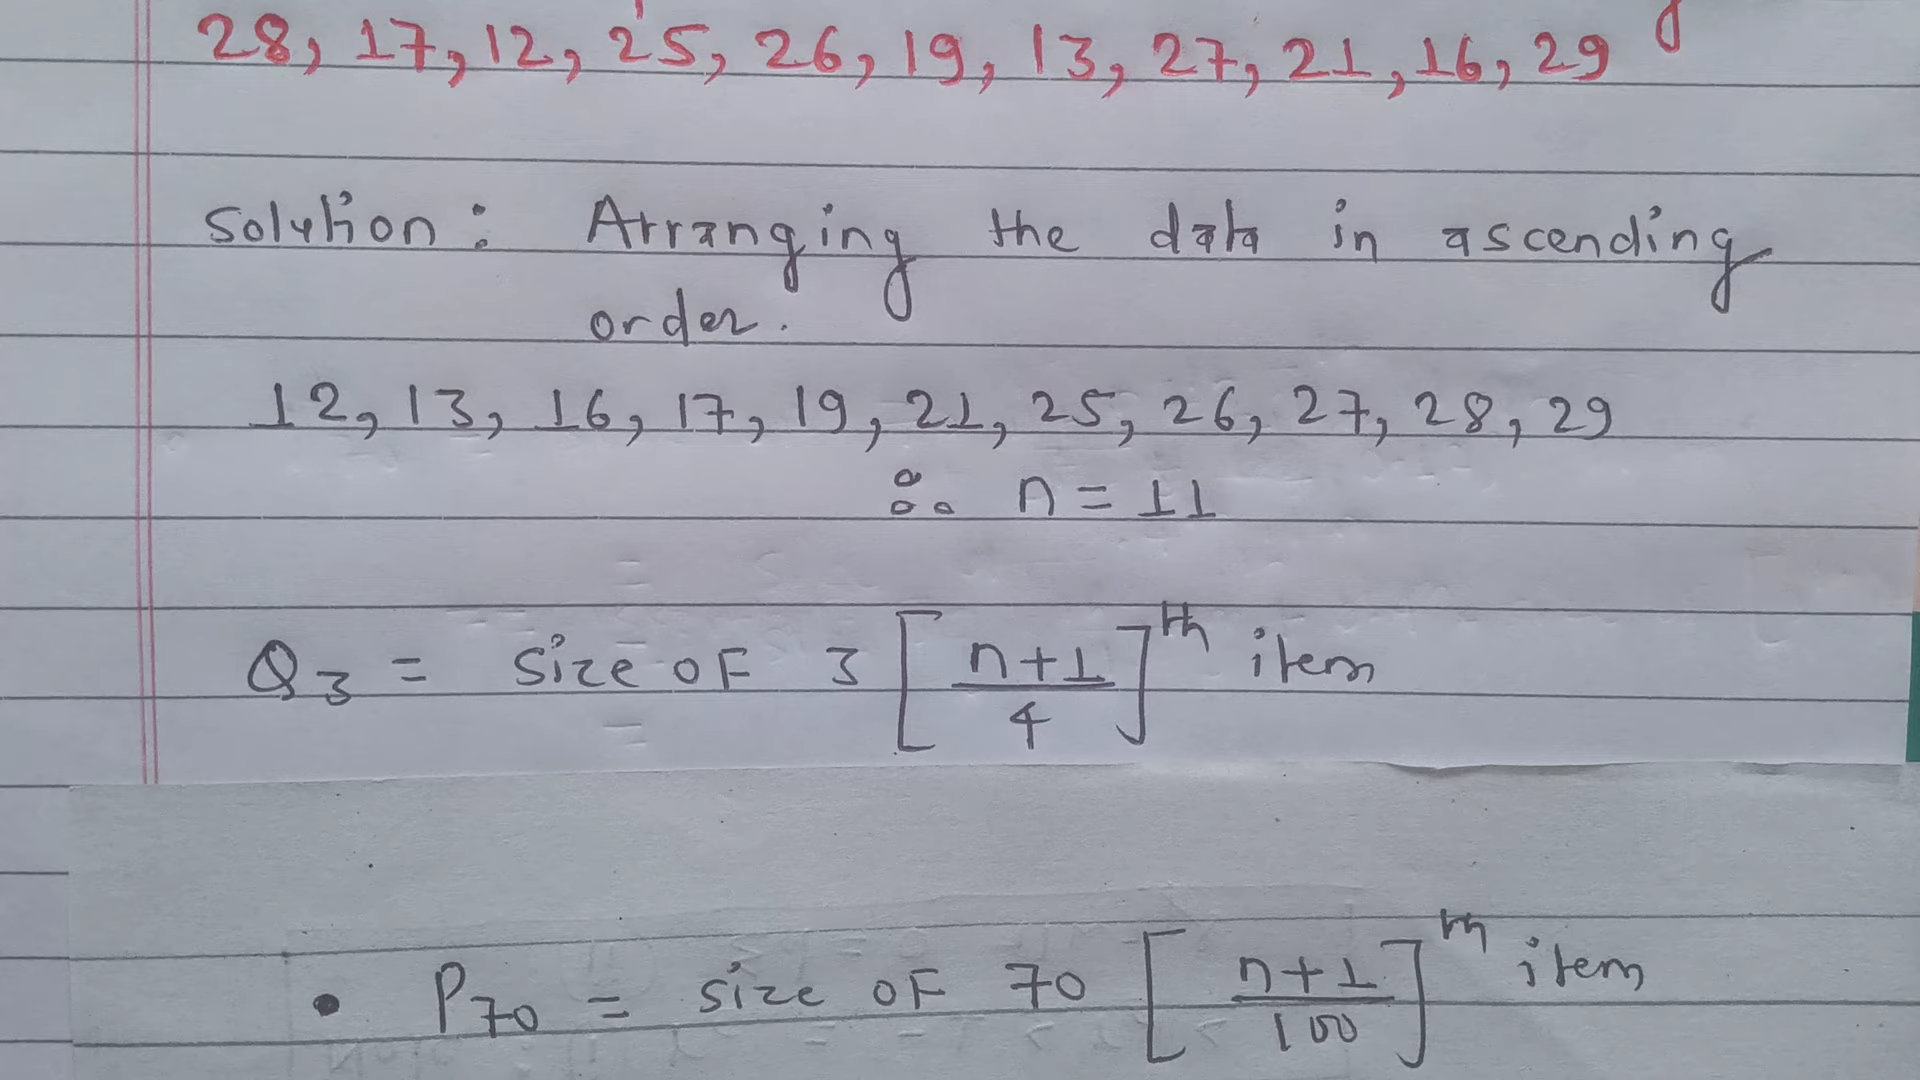 28, 17, 12, 25, 26, 19, 13, 27, 21, 16, 29
Solution: Arranging the data in ascending
order.
12, 13, 16, 17, 19, 21, 25, 26, 27, 28, 29
∴ n = 11
Q3 = size of 3 [n+1/4]th item
• P70 = size of 70 [n+1/100]th item